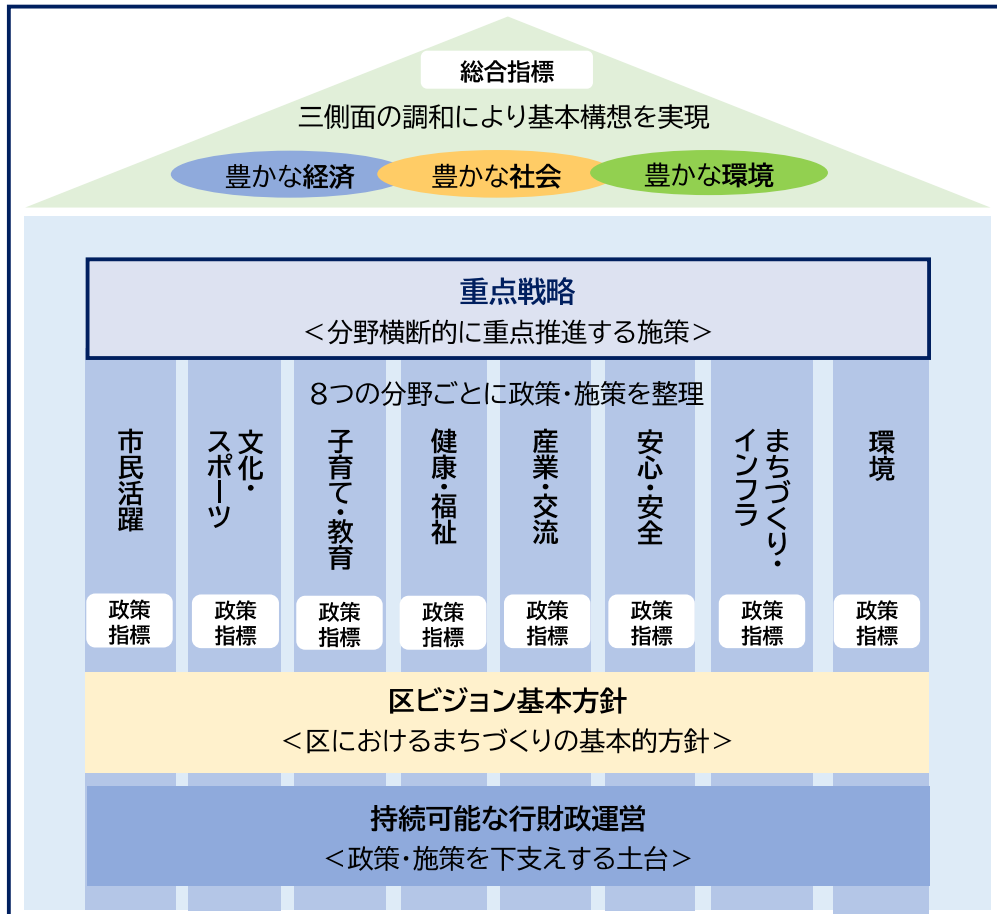 総合指標
三側面の調和により基本構想を実現
豊かな経済
豊かな社会
豊かな環境
重点戦略
＜分野横断的に重点推進する施策＞
8つの分野ごとに政策・施策を整理
市民活躍
文化・
スポーツ
子育て・教育
健康・福祉
産業・交流
安心・安全
まちづくり・
インフラ
環境
政策
指標
政策
指標
政策
指標
政策
指標
政策
指標
政策
指標
政策
指標
政策
指標
区ビジョン基本方針
＜区におけるまちづくりの基本的方針＞
持続可能な行財政運営
＜政策・施策を下支えする土台＞